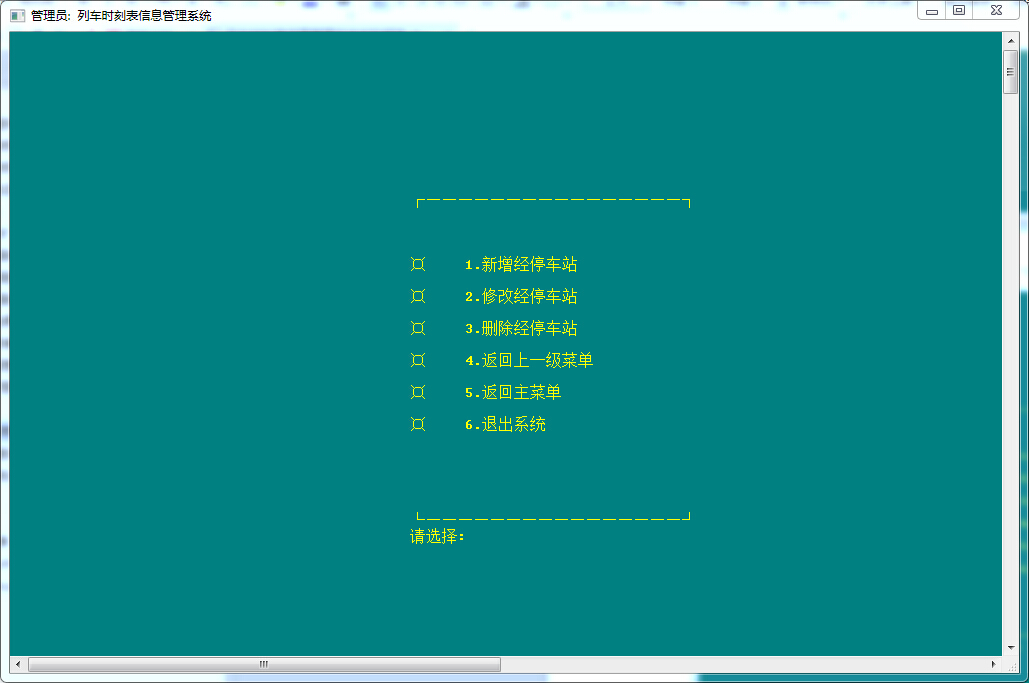 管理员: 列车时刻表信息管理系统
¤ 1.新增经停车站
¤ 2.修改经停车站
¤ 3.删除经停车站
¤ 4.返回上一级菜单
¤ 5.返回主菜单
¤ 6.退出系统
请选择: